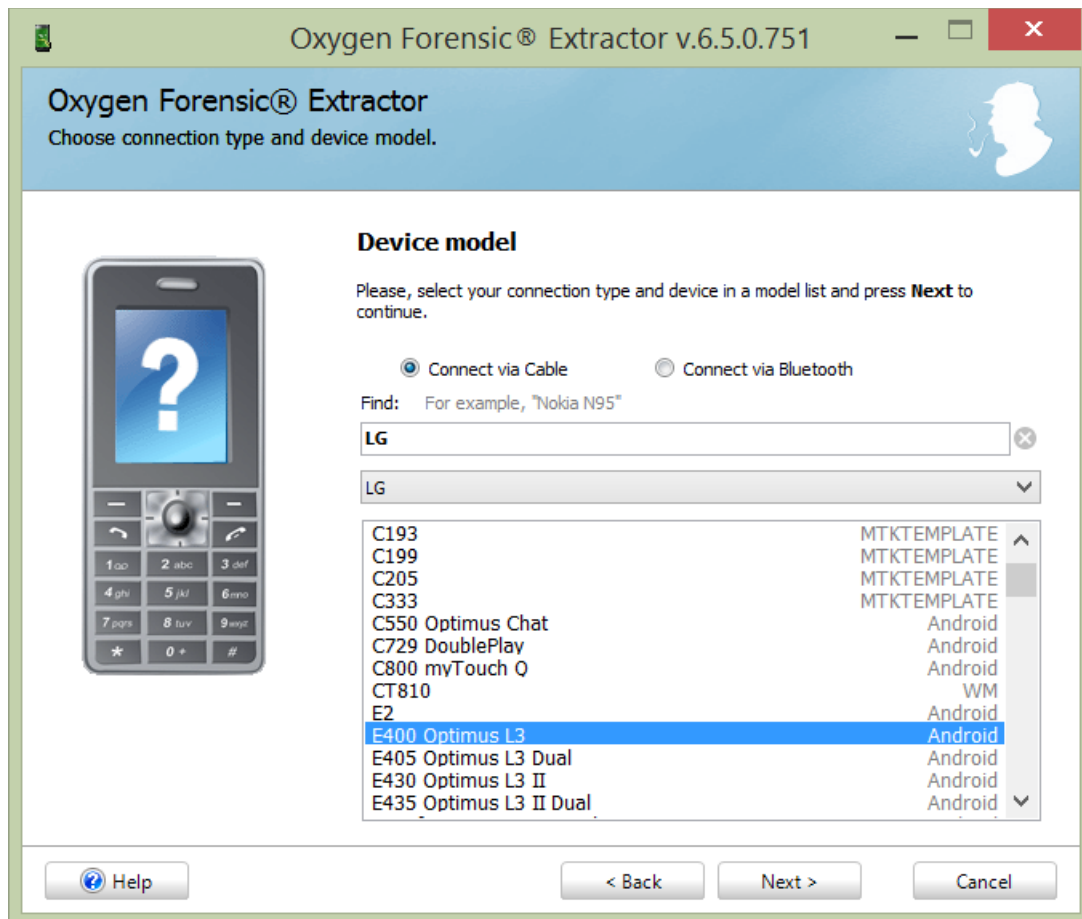 Oxygen Forensic® Extractor v.6.5.0.751
Oxygen Forensic® Extractor
Choose connection type and device model.
Device model
Please, select your connection type and device in a model list and press Next to
continue.
Connect via Cable Connect via Bluetooth
Find: For example, "Nokia N95"
LG
LG
C193 MTKTEMPLATE
C199 MTKTEMPLATE
C205 MTKTEMPLATE
C333 MTKTEMPLATE
C550 Optimus Chat Android
C729 DoublePlay Android
C800 myTouch Q Android
CT810 WM
E2 Android
E400 Optimus L3 Android
E405 Optimus L3 Dual Android
E430 Optimus L3 II Android
E435 Optimus L3 II Dual Android
?
1 2 abc 3 def
4 ghi 5 jkl 6 mno
7 pqrs 8 tuv 9 wxyz
* 0 + #
Help < Back Next > Cancel